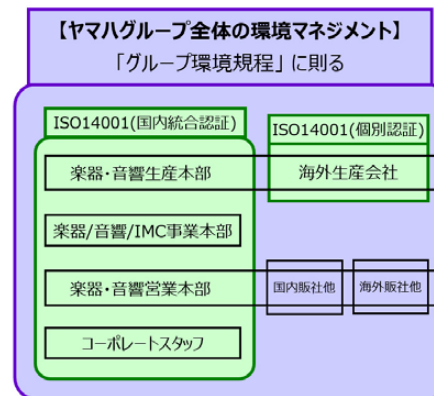 【ヤマハグループ全体の環境マネジメント】
「グループ環境規程」に則る
ISO14001(国内統合認証)
ISO14001(個別認証)
楽器・音響生産本部
海外生産会社
楽器/音響/IMC事業本部
楽器・音響営業本部
国内販社他
海外販社他
コーポレートスタッフ